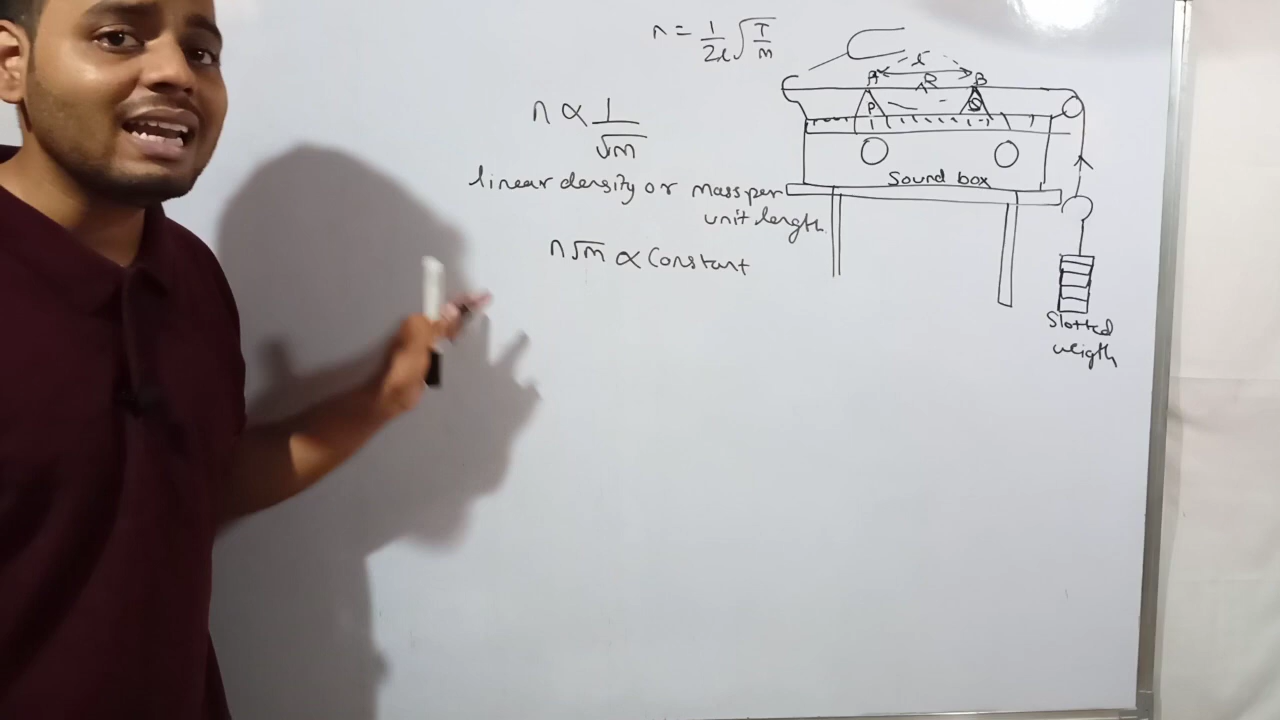 n = 1/2l √T/m
n ∝ 1/√m
linear density or mass per
unit length
n√m ∝ Constant
l
A R B
P S
Sound box
Slotted
weigth